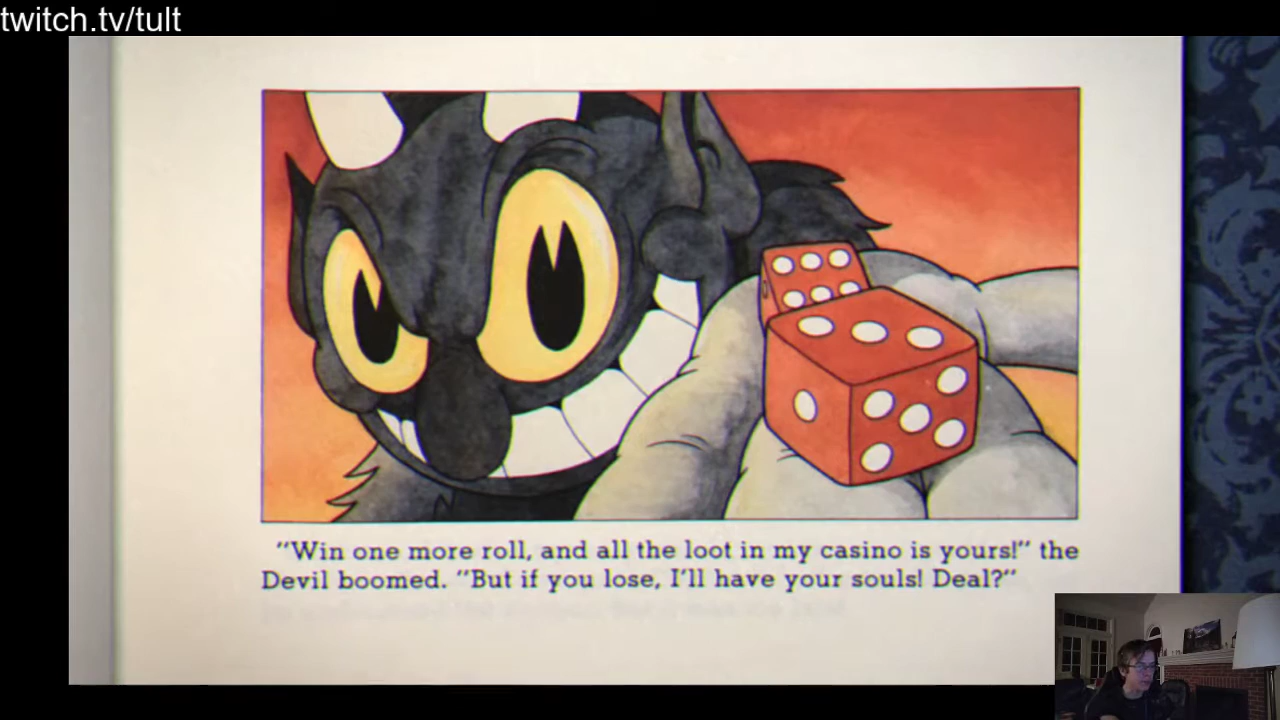 twitch.tv/tult
“Win one more roll, and all the loot in my casino is yours!” the
Devil boomed. “But if you lose, I’ll have your souls! Deal?”